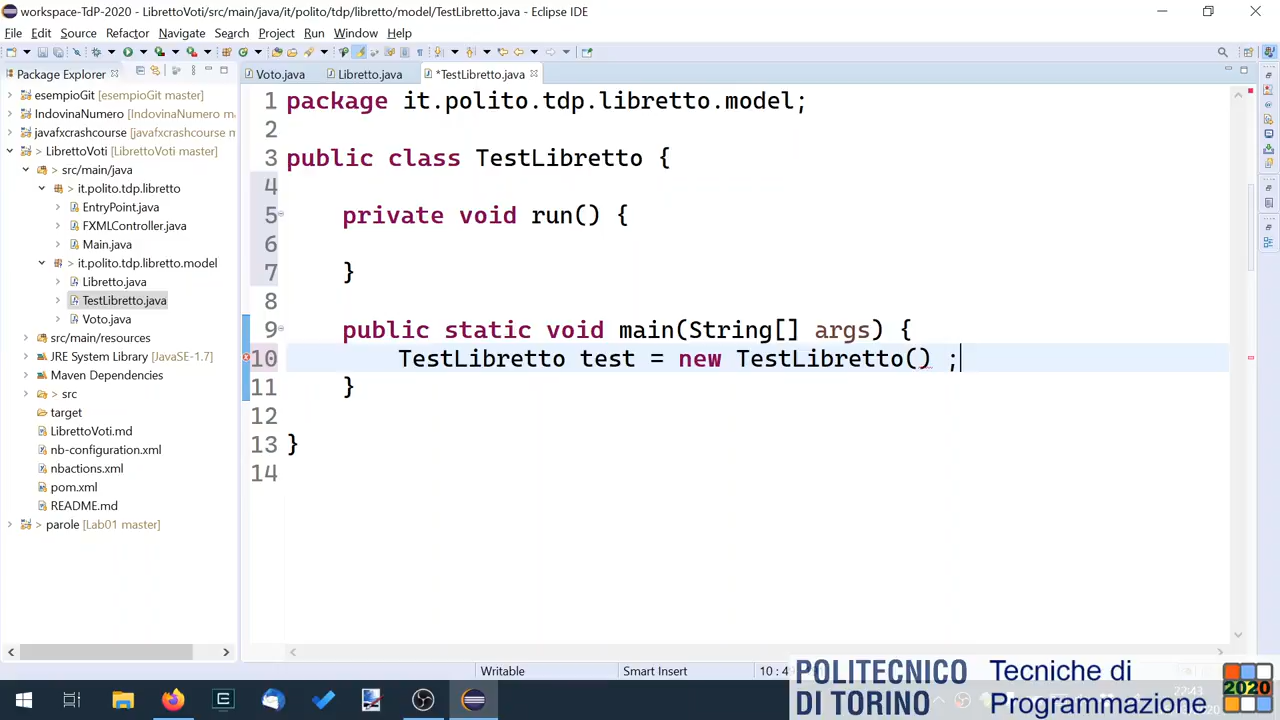 workspace-TdP-2020 - LibrettoVoti/src/main/java/it/polito/tdp/libretto/model/TestLibretto.java - Eclipse IDE
File Edit Source Refactor Navigate Search Project Run Window Help
Package Explorer
Voto.java Libretto.java *TestLibretto.java
> esempioGit [esempioGit master]
> IndovinaNumero [IndovinaNumero m
> javafxcrashcourse [javafxcrashcourse m
> LibrettoVoti [LibrettoVoti master]
> src/main/java
> it.polito.tdp.libretto
EntryPoint.java
FXMLController.java
Main.java
> it.polito.tdp.libretto.model
Libretto.java
TestLibretto.java
Voto.java
src/main/resources
JRE System Library [JavaSE-1.7]
Maven Dependencies
> src
target
LibrettoVoti.md
nb-configuration.xml
nbactions.xml
pom.xml
README.md
> parole [Lab01 master]
1 package it.polito.tdp.libretto.model;
2
3 public class TestLibretto {
4
5 private void run() {
6
7 }
8
9 public static void main(String[] args) {
10 TestLibretto test = new TestLibretto() ;
11 }
12
13 }
14
Writable Smart Insert 10 : 4
POLITECNICO
DI TORINO
Tecniche di
Programmazione
2020